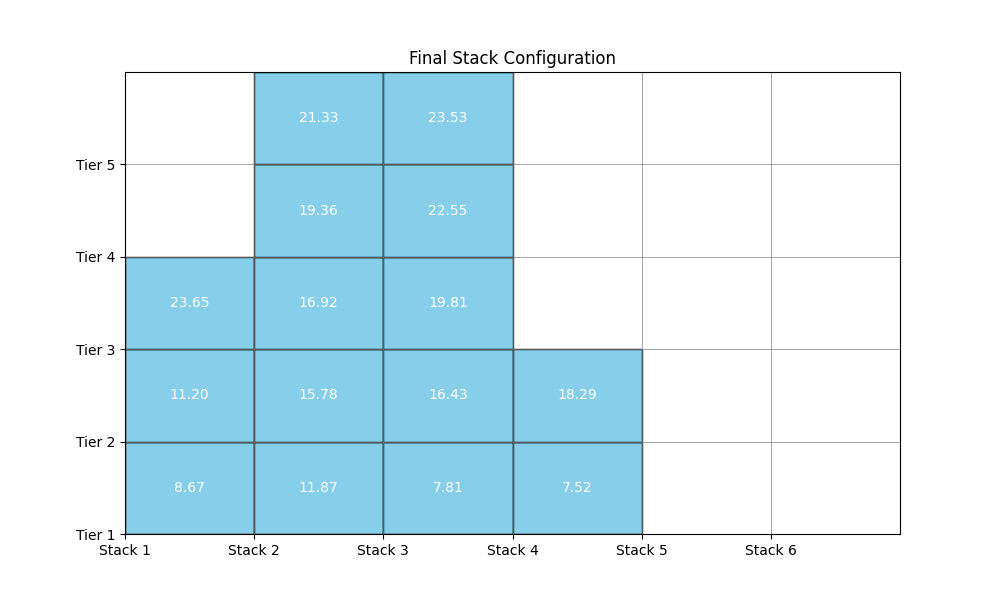 Final Stack Configuration
21.33 23.53
Tier 5
19.36 22.55
Tier 4
23.65 16.92 19.81
Tier 3
11.20 15.78 16.43 18.29
Tier 2
8.67 11.87 7.81 7.52
Tier 1
Stack 1 Stack 2 Stack 3 Stack 4 Stack 5 Stack 6